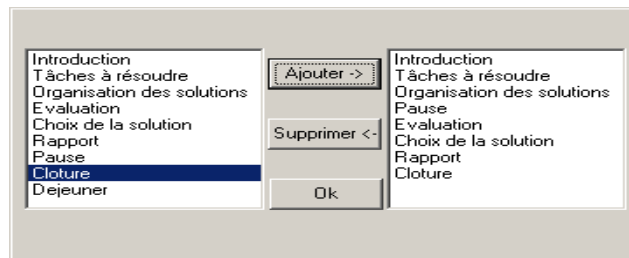 Introduction
Tâches à résoudre
Organisation des solutions
Evaluation
Choix de la solution
Rapport
Pause
Cloture
Dejeuner
Ajouter ->
Supprimer <-
Ok
Introduction
Tâches à résoudre
Organisation des solutions
Pause
Evaluation
Choix de la solution
Rapport
Cloture